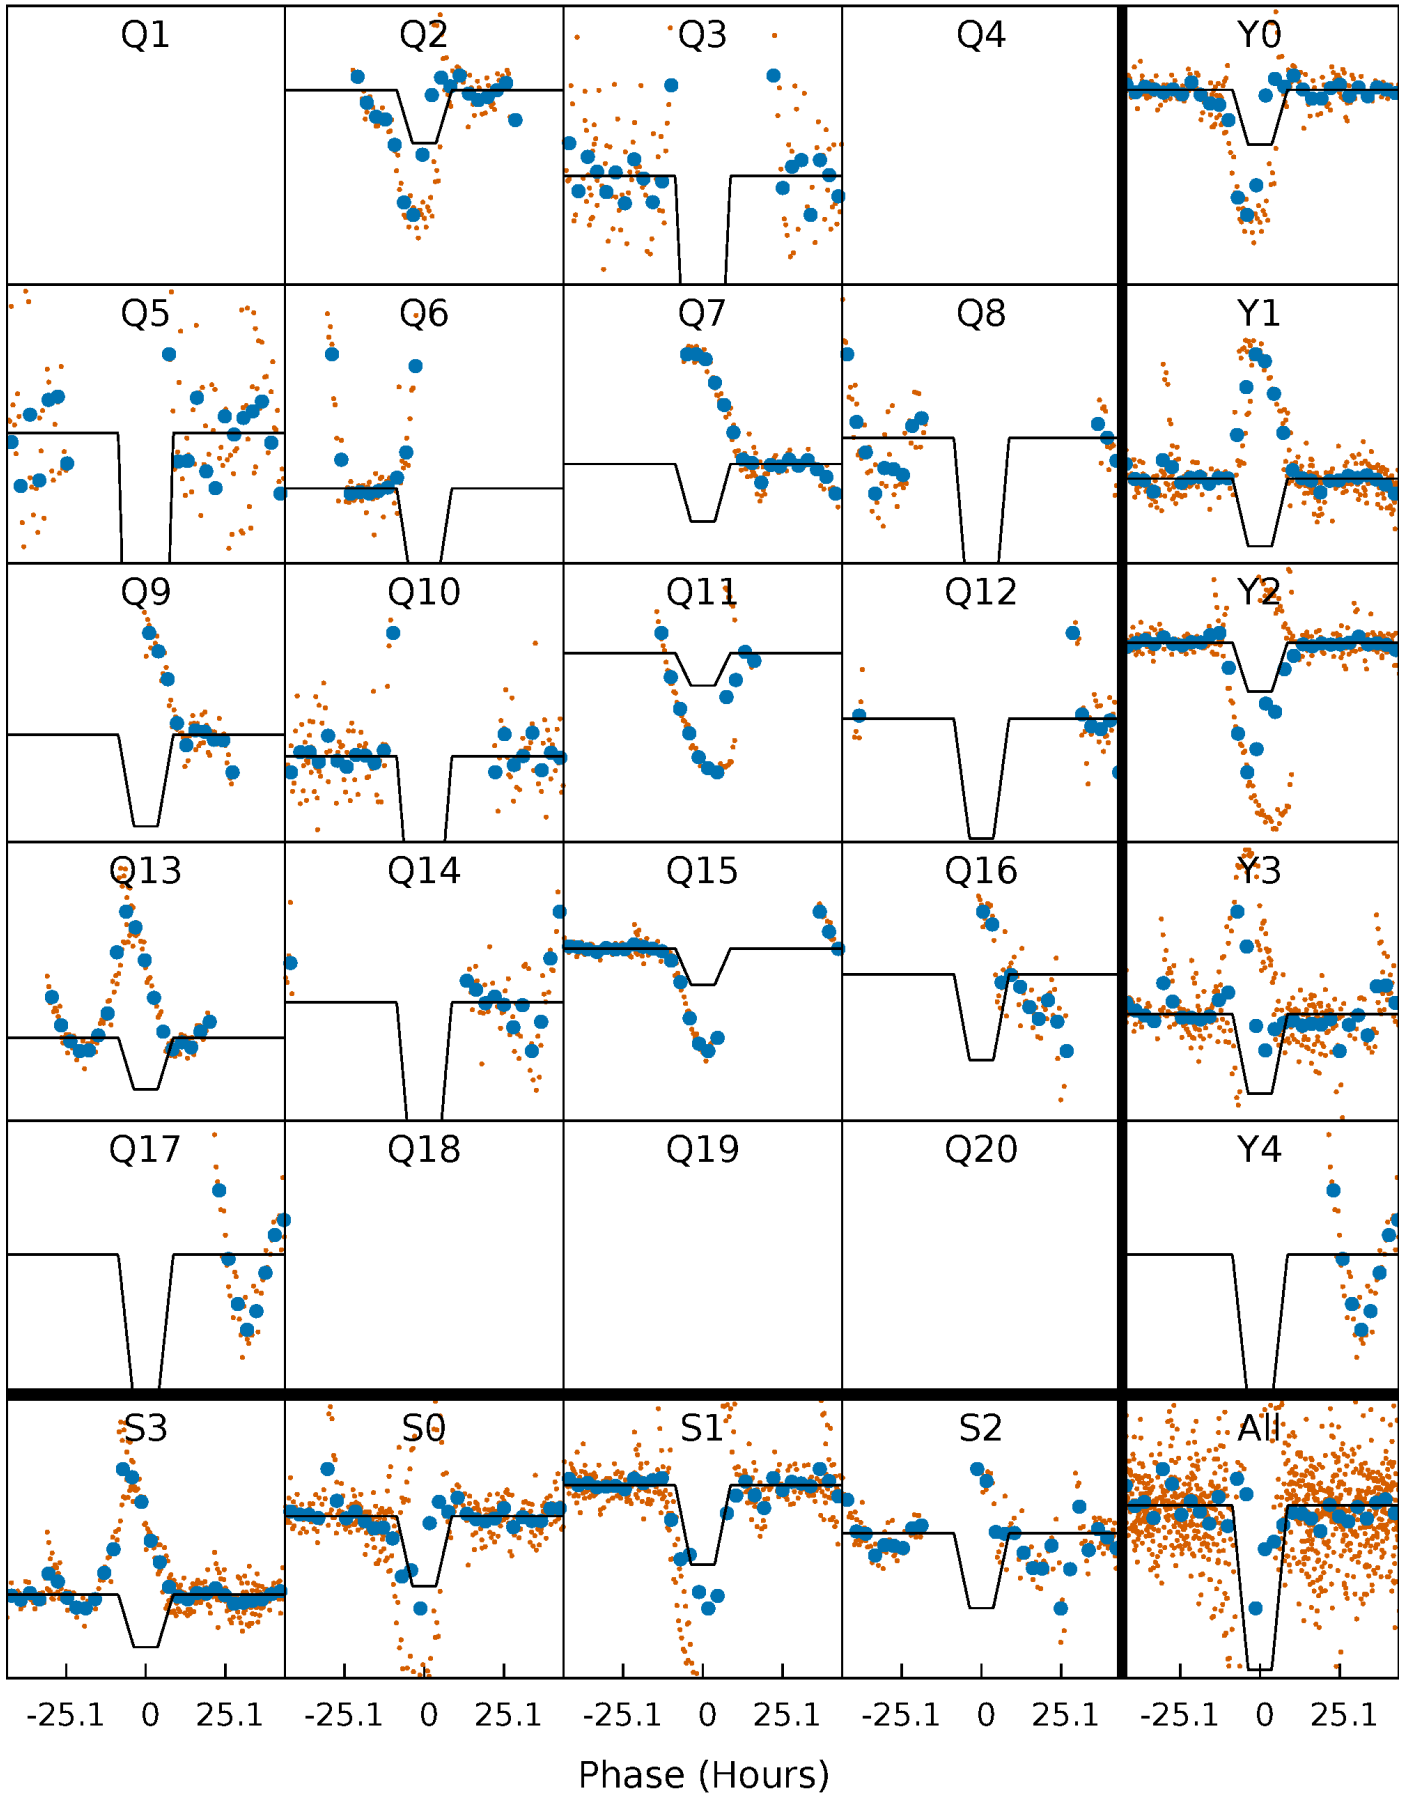 Q1 Q2 Q3 Q4 Y0
Q5 Q6 Q7 Q8 Y1
Q9 Q10 Q11 Q12 Y2
Q13 Q14 Q15 Q16 Y3
Q17 Q18 Q19 Q20 Y4
S3 S0 S1 S2 All
-25.1 0 25.1 -25.1 0 25.1 -25.1 0 25.1 -25.1 0 25.1 -25.1 0 25.1
Phase (Hours)